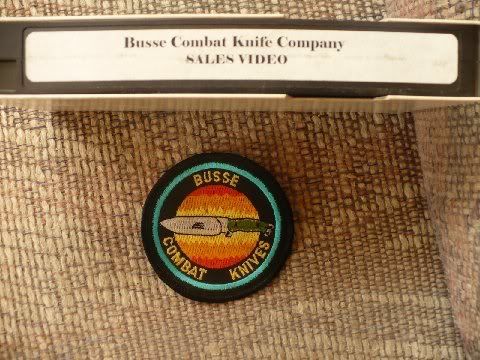 Busse Combat Knife Company
SALES VIDEO
BUSSE
COMBAT KNIVES